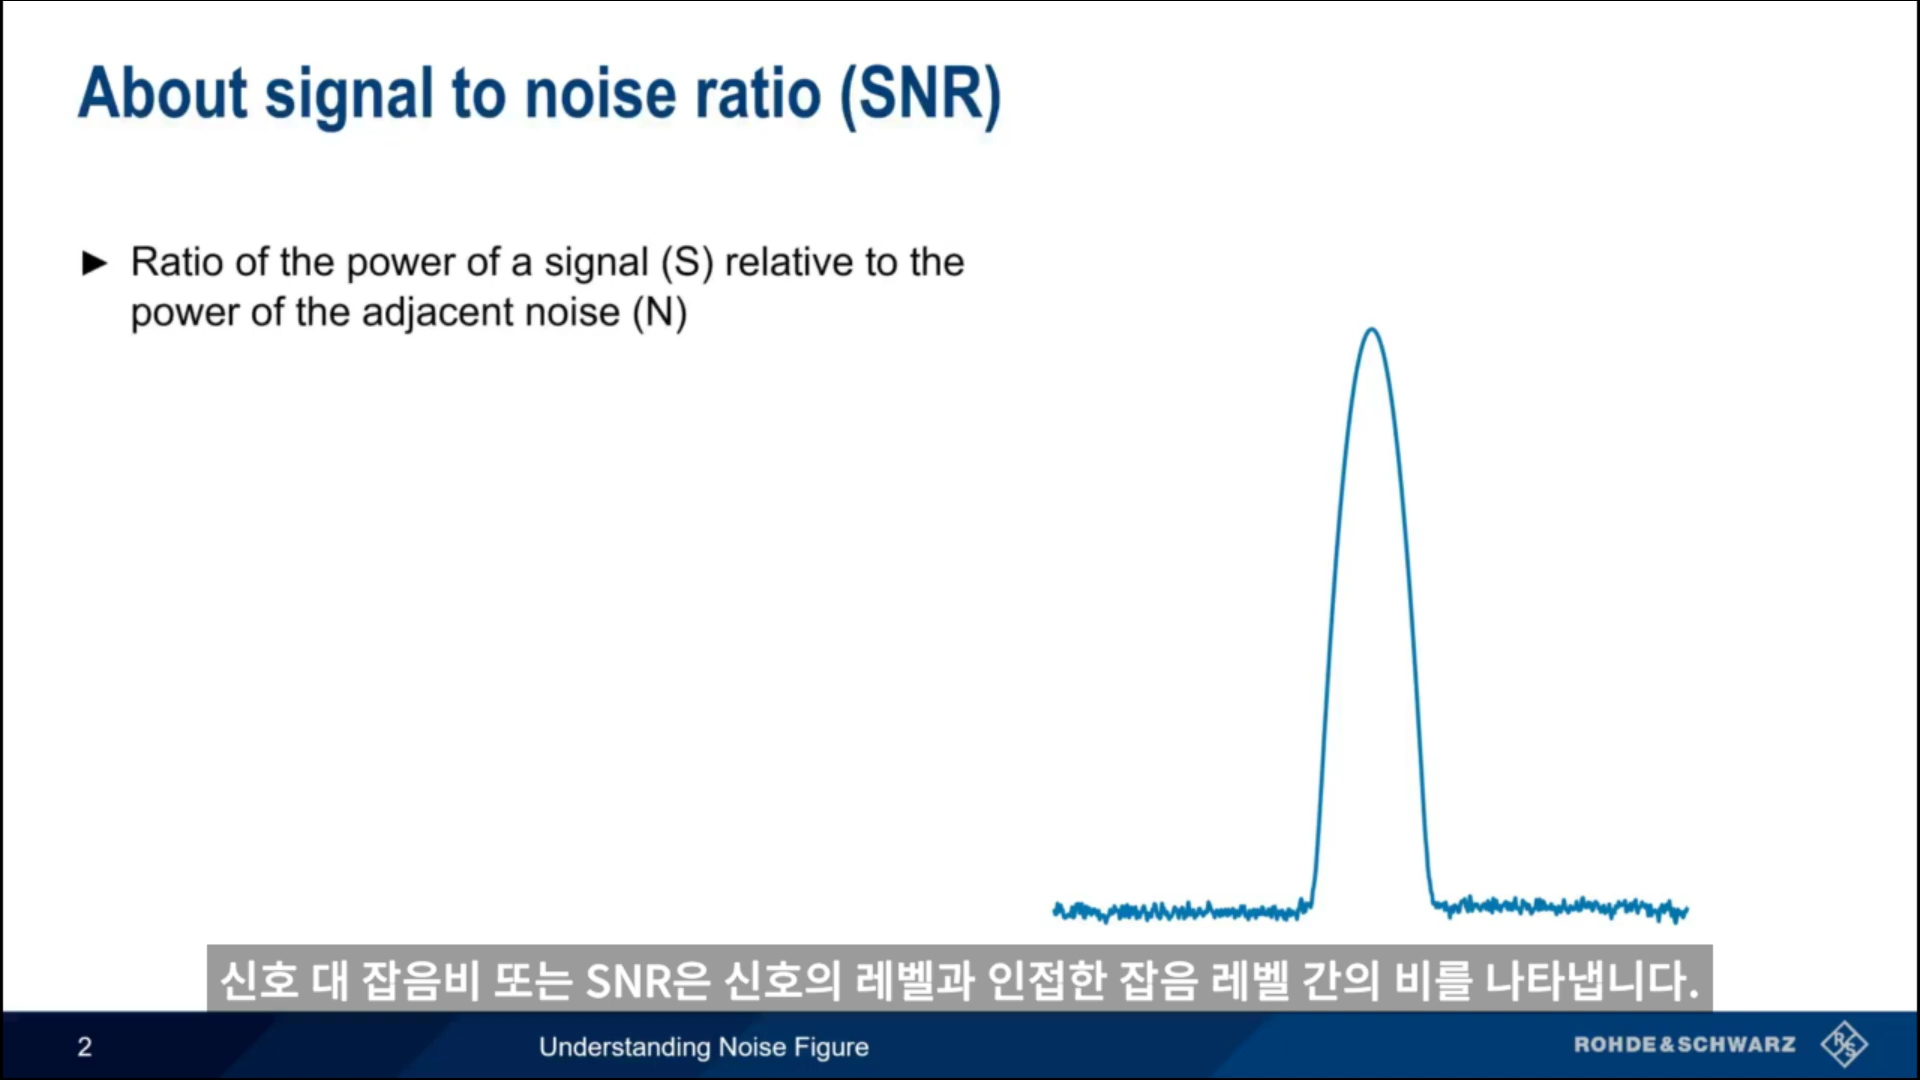 About signal to noise ratio (SNR)
► Ratio of the power of a signal (S) relative to the
power of the adjacent noise (N)
신호 대 잡음비 또는 SNR은 신호의 레벨과 인접한 잡음 레벨 간의 비를 나타냅니다.
2
Understanding Noise Figure
ROHDE&SCHWARZ
R&S